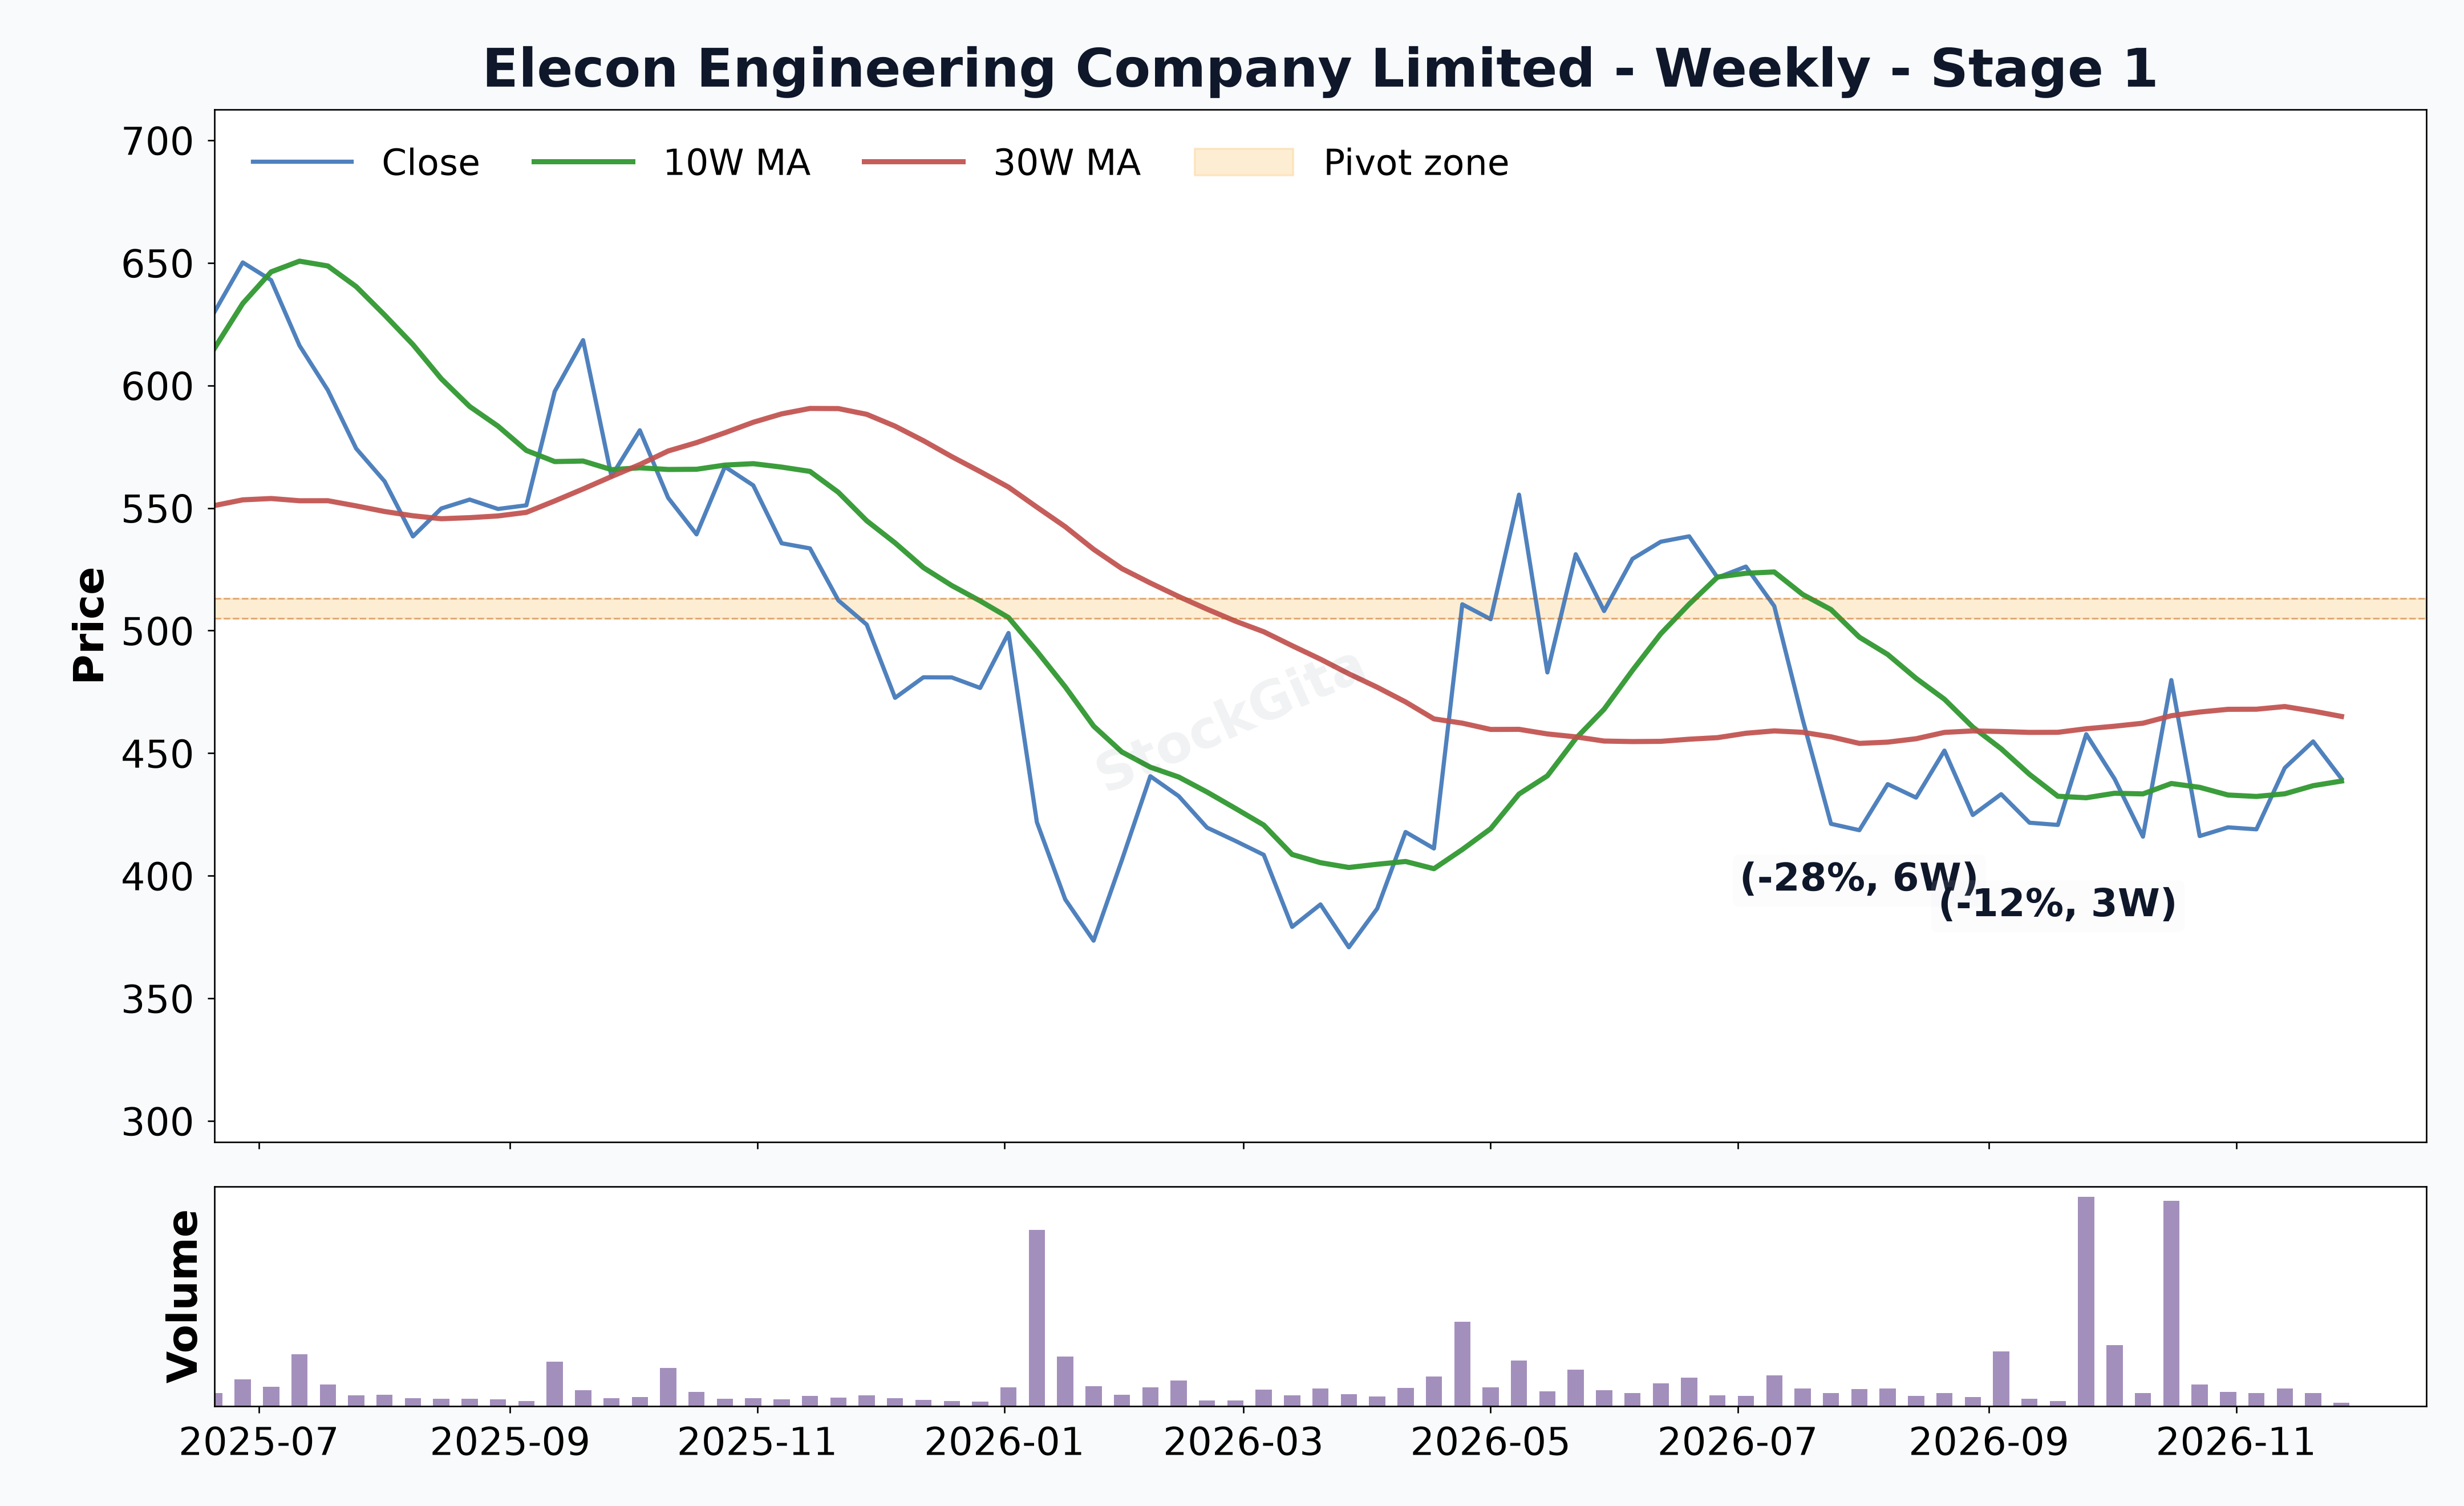 Elecon Engineering Company Limited - Weekly - Stage 1
Close 10W MA 30W MA Pivot zone
Price
700
650
600
550
500
450
400
350
300
StockGita
(-28%, 6W)
(-12%, 3W)
Volume
2025-07 2025-09 2025-11 2026-01 2026-03 2026-05 2026-07 2026-09 2026-11